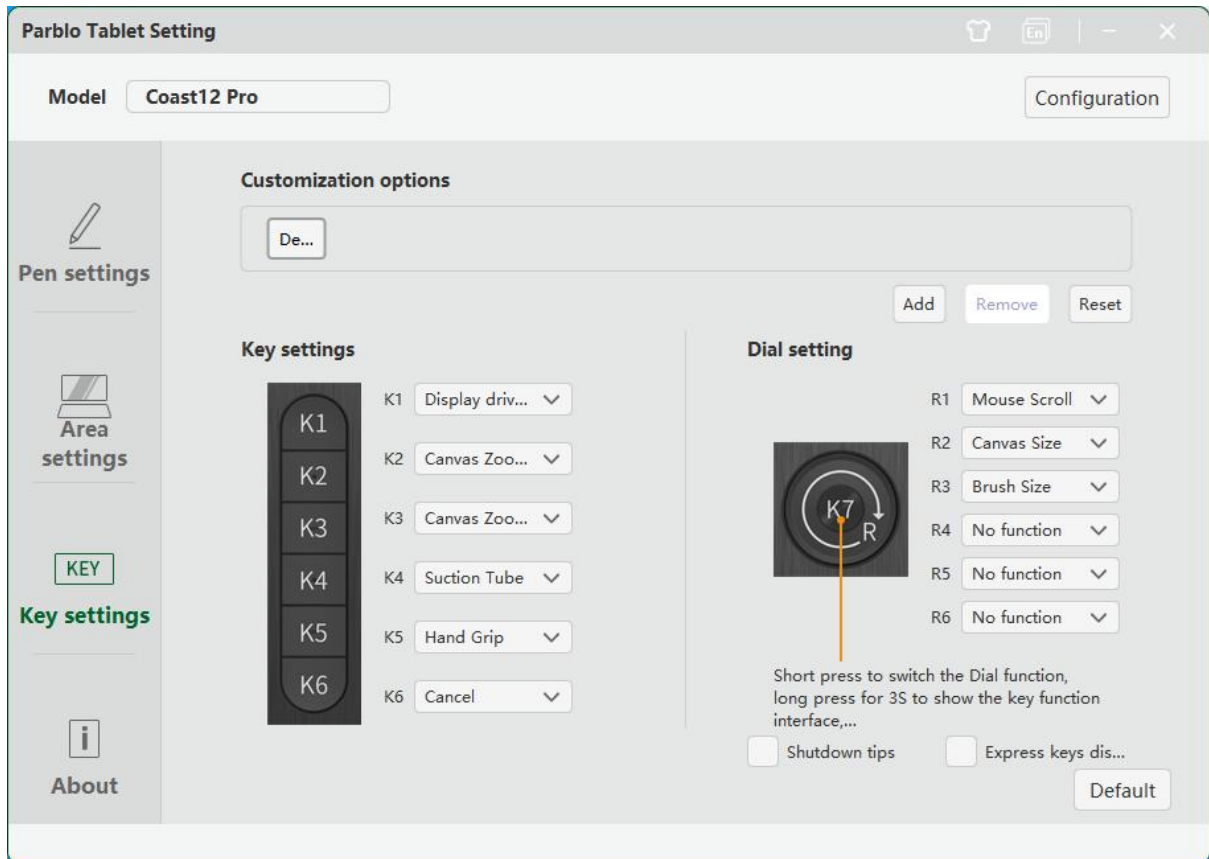 Parblo Tablet Setting
En
Model Coast12 Pro Configuration
Customization options
De...
Pen settings
Add Remove Reset
Key settings Dial setting
K1 K1 Display driv...
K2 K2 Canvas Zoo...
K3 K3 Canvas Zoo...
K4 K4 Suction Tube
K5 K5 Hand Grip
K6 K6 Cancel
K7
R
R1 Mouse Scroll
R2 Canvas Size
R3 Brush Size
R4 No function
R5 No function
R6 No function
Short press to switch the Dial function,
long press for 3S to show the key function
interface,...
Shutdown tips Express keys dis...
Default
Area
settings
KEY
Key settings
i
About